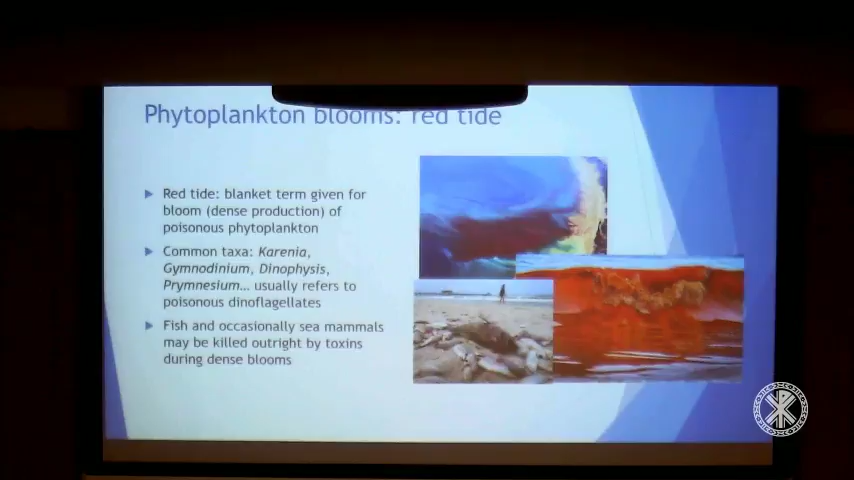 Phytoplankton blooms: red tide
Red tide: blanket term given for
bloom (dense production) of
poisonous phytoplankton
Common taxa: Karenia,
Gymnodinium, Dinophysis,
Prymnesium... usually refers to
poisonous dinoflagellates
Fish and occasionally sea mammals
may be killed outright by toxins
during dense blooms